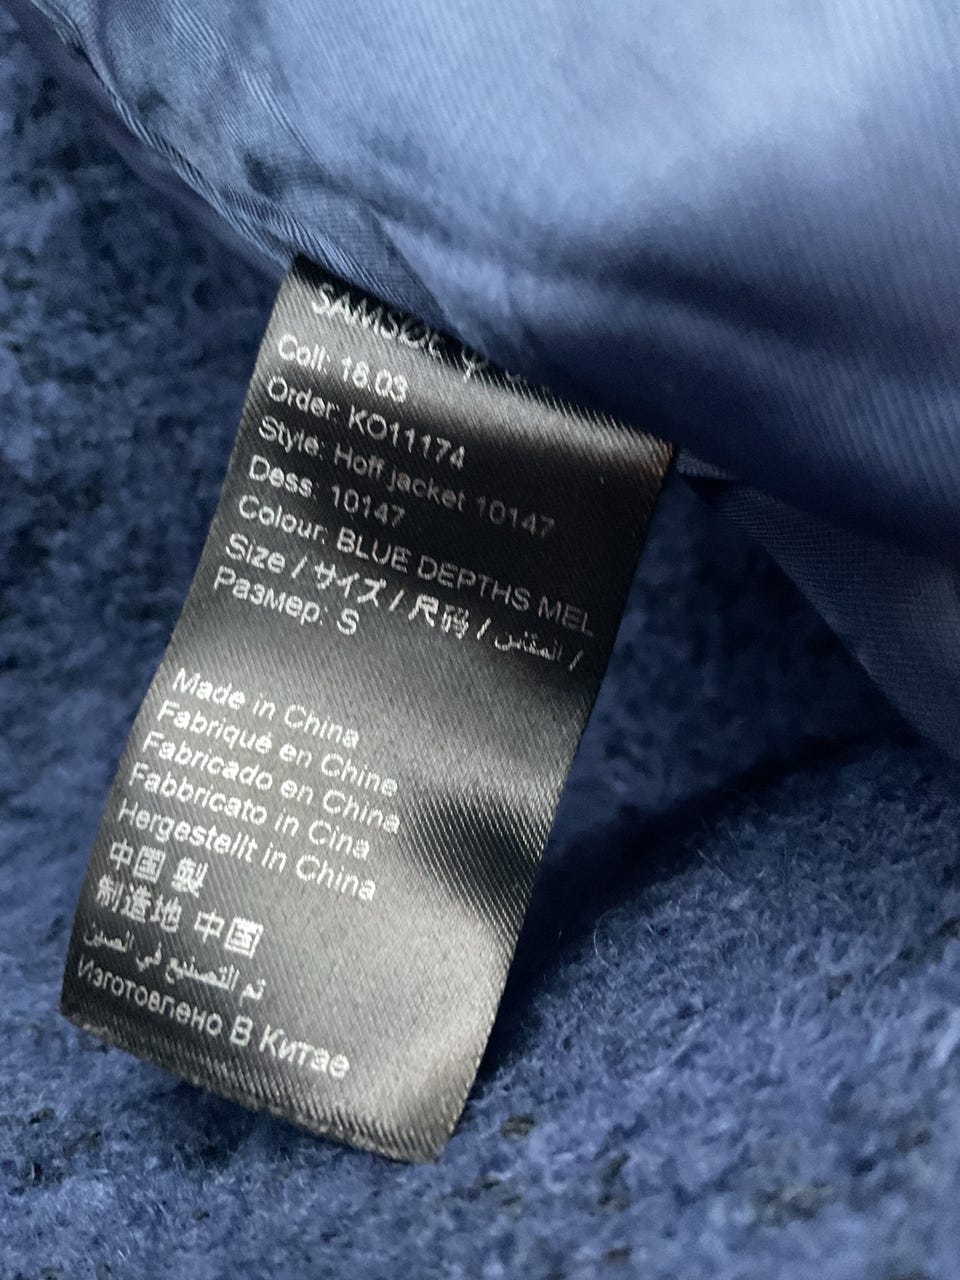 SAMSØE
Coll: 18.03
Order: KO11174
Style: Hoff jacket 10147
Dess: 10147
Colour: BLUE DEPTHS MEL
Size / サイズ / 尺码 / المقاس /
Размер: S
Made in China
Fabriqué en Chine
Fabricado en China
Fabbricato in Cina
Hergestellt in China
中国 製
制造地 中国
تم التصنيع في الصين
Изготовлено В Китае